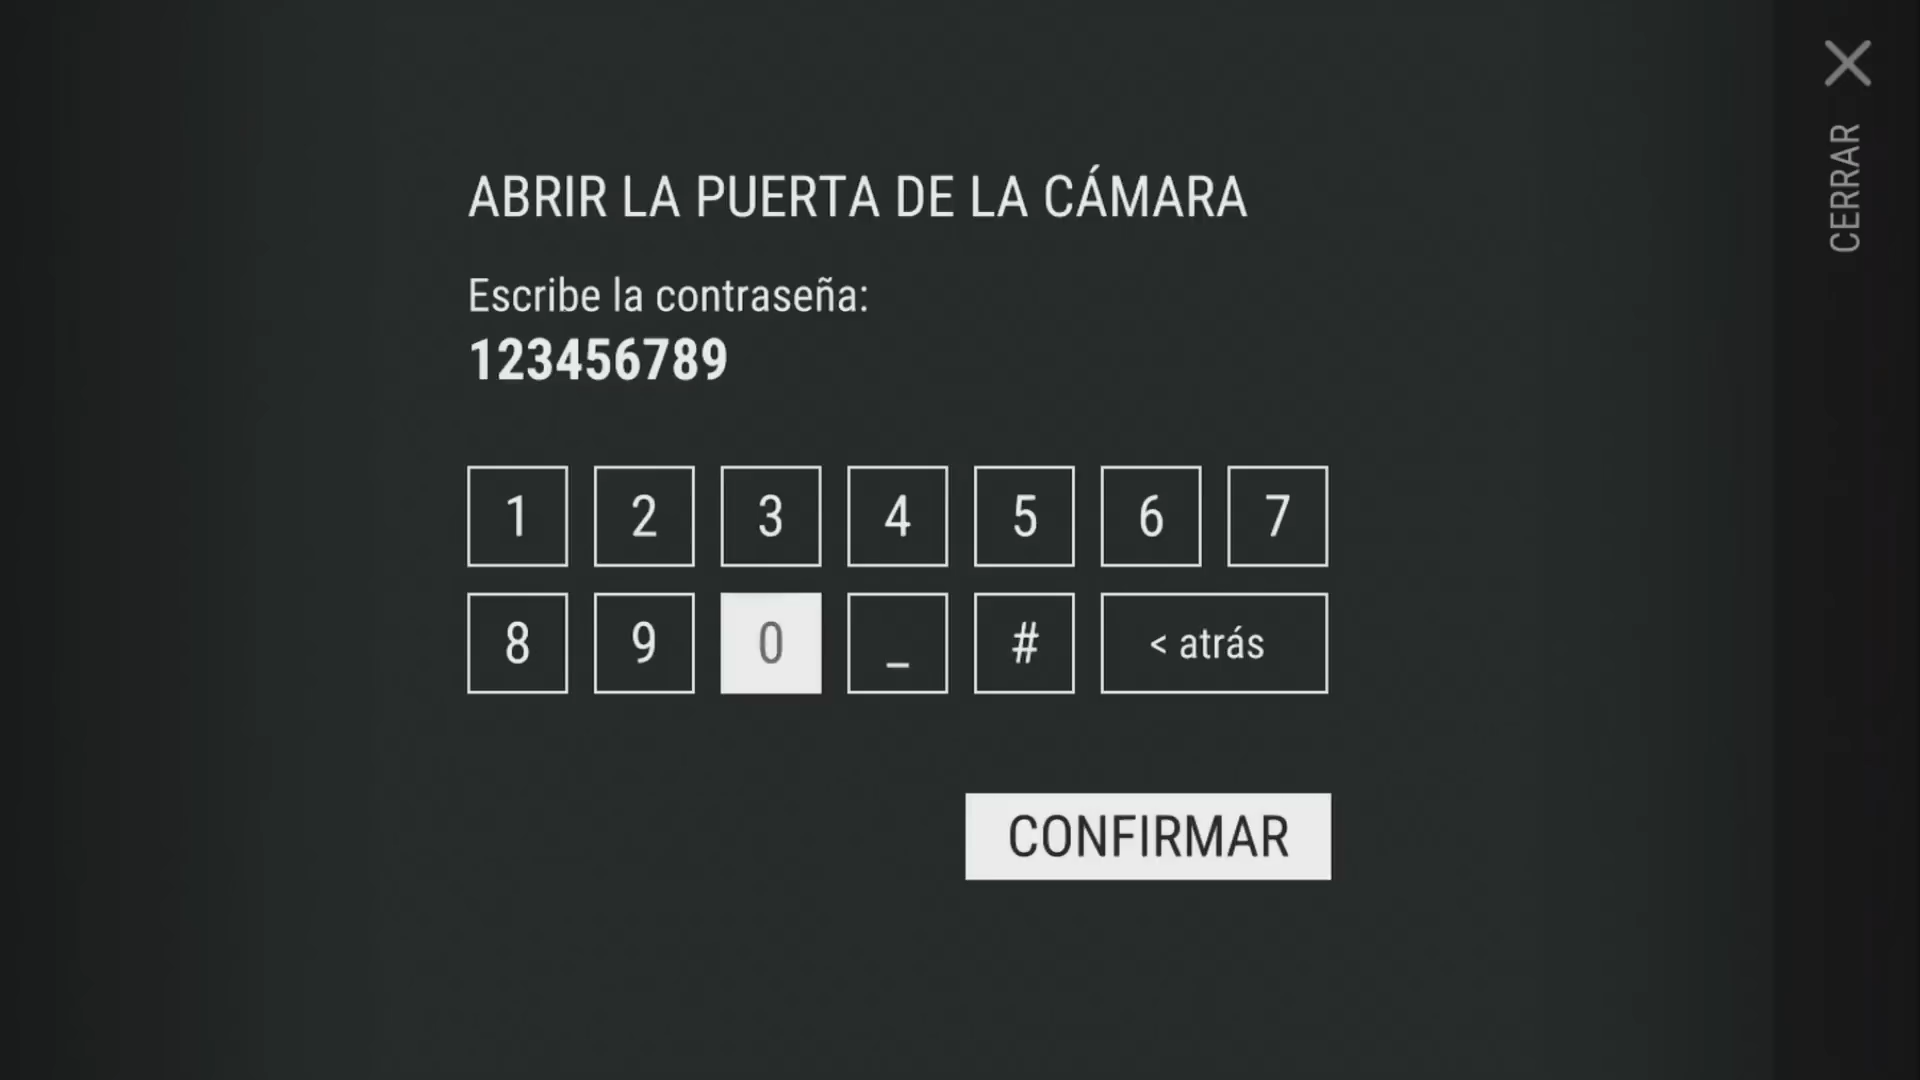 ABRIR LA PUERTA DE LA CÁMARA
Escribe la contraseña:
123456789
1 2 3 4 5 6 7
8 9 0 _ # < atrás
CONFIRMAR
CERRAR